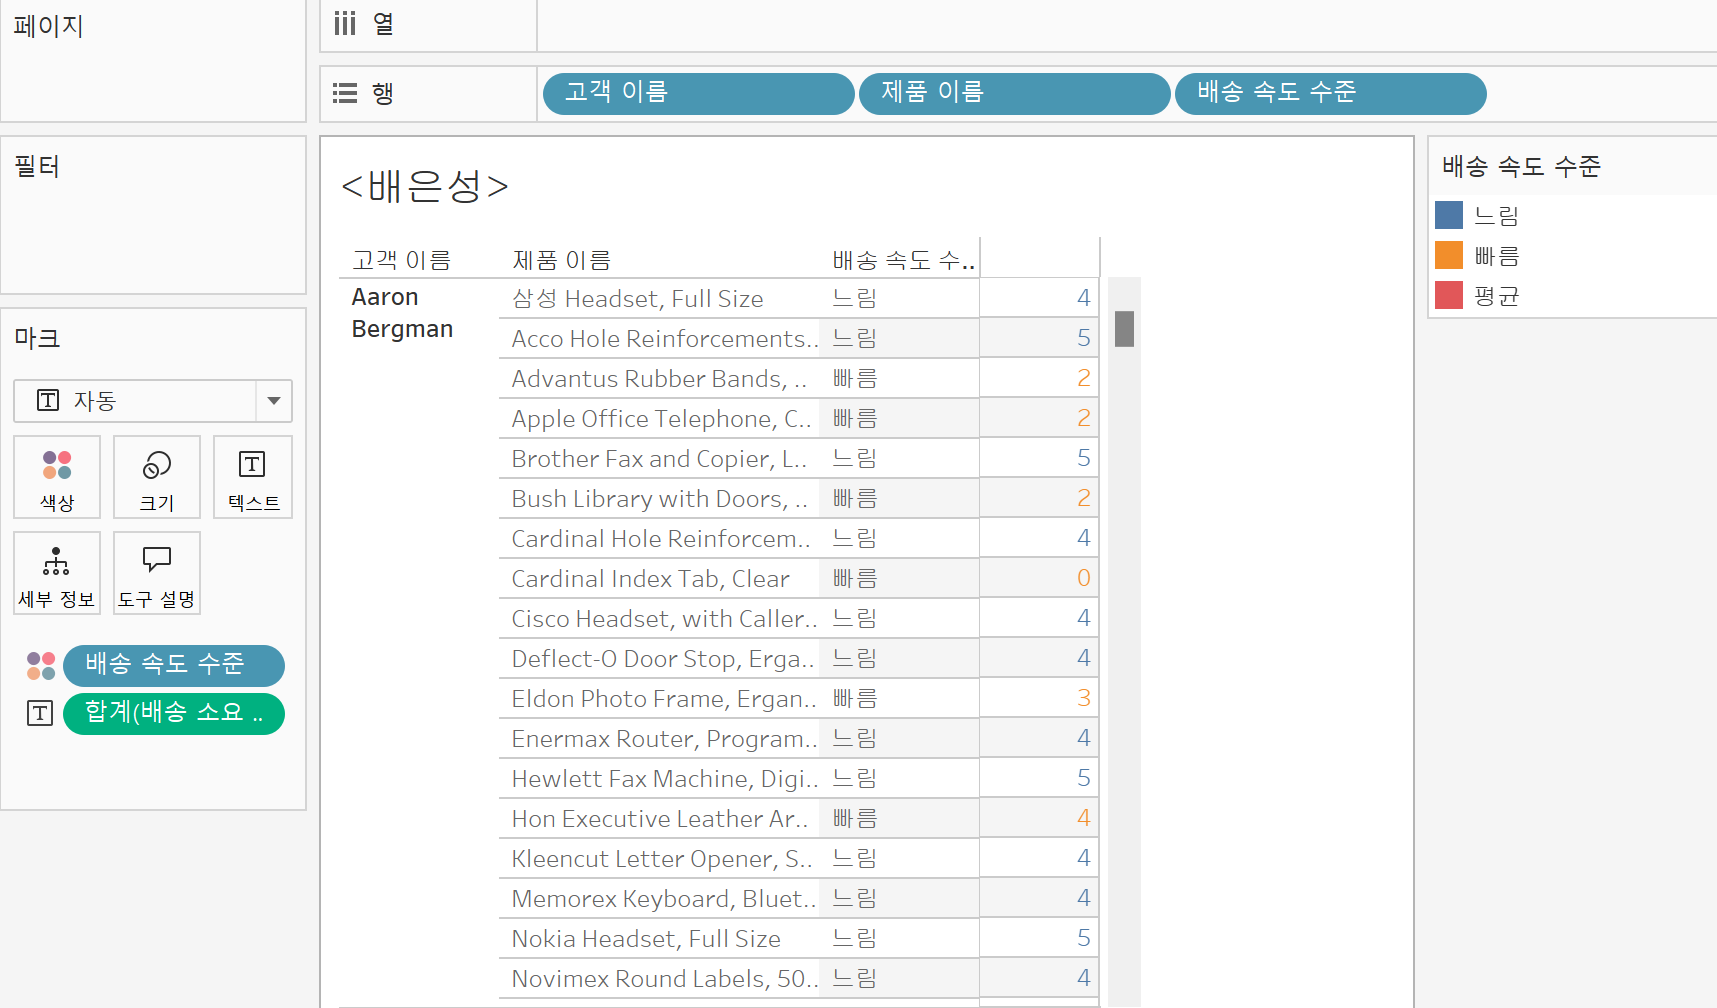 페이지
열
행
고객 이름
제품 이름
배송 속도 수준
필터
마크
자동
색상
크기
텍스트
세부 정보
도구 설명
배송 속도 수준
합계(배송 소요 ..
<배은성>
고객 이름 제품 이름 배송 속도 수..
Aaron
Bergman
삼성 Headset, Full Size 느림 4
Acco Hole Reinforcements.. 느림 5
Advantus Rubber Bands, .. 빠름 2
Apple Office Telephone, C.. 빠름 2
Brother Fax and Copier, L.. 느림 5
Bush Library with Doors, .. 빠름 2
Cardinal Hole Reinforcem.. 느림 4
Cardinal Index Tab, Clear 빠름 0
Cisco Headset, with Caller.. 느림 4
Deflect-O Door Stop, Erga.. 느림 4
Eldon Photo Frame, Ergan.. 빠름 3
Enermax Router, Program.. 느림 4
Hewlett Fax Machine, Digi.. 느림 5
Hon Executive Leather Ar.. 빠름 4
Kleencut Letter Opener, S.. 느림 4
Memorex Keyboard, Bluet.. 느림 4
Nokia Headset, Full Size 느림 5
Novimex Round Labels, 50.. 느림 4
배송 속도 수준
느림
빠름
평균